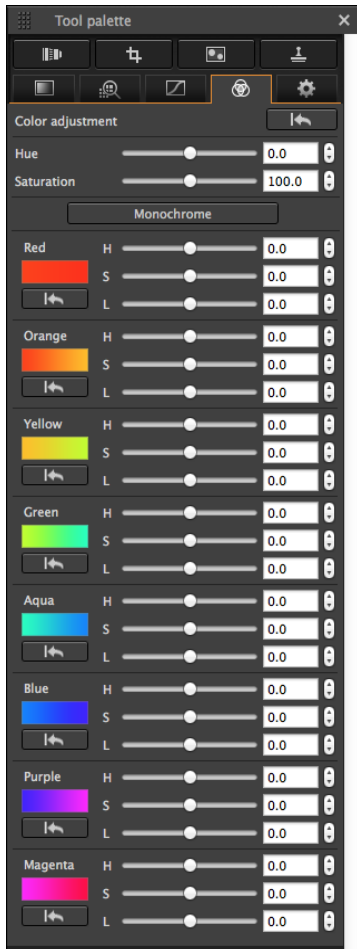 Tool palette ×
Color adjustment
Hue 0.0
Saturation 100.0
Monochrome
Red H 0.0
S 0.0
L 0.0
Orange H 0.0
S 0.0
L 0.0
Yellow H 0.0
S 0.0
L 0.0
Green H 0.0
S 0.0
L 0.0
Aqua H 0.0
S 0.0
L 0.0
Blue H 0.0
S 0.0
L 0.0
Purple H 0.0
S 0.0
L 0.0
Magenta H 0.0
S 0.0
L 0.0